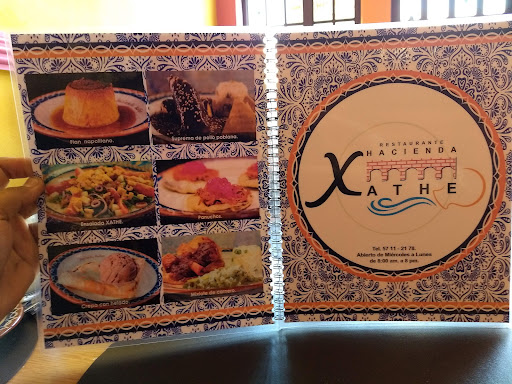 Flan napolitano.
Suprema de pollo poblano.
Ensalada XATHE.
Panuchos.
Crepa con helado
RESTAURANTE
HACIENDA
XATHE
Tel. 57 11 - 21 78.
Abierto de Miércoles a Lunes
de 8:00 am. a 6 pm.